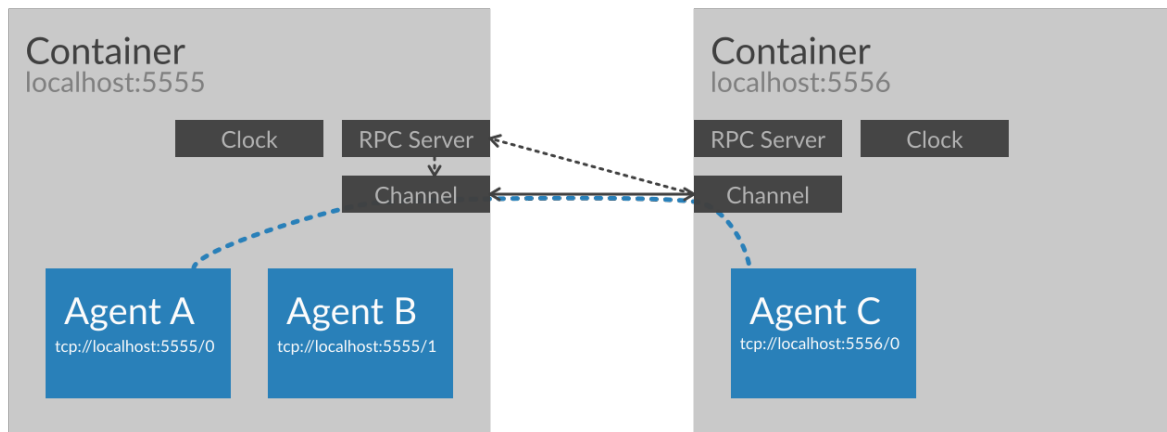 Container
localhost:5555
Clock
RPC Server
Channel
Agent A
tcp://localhost:5555/0
Agent B
tcp://localhost:5555/1
Container
localhost:5556
RPC Server
Clock
Channel
Agent C
tcp://localhost:5556/0